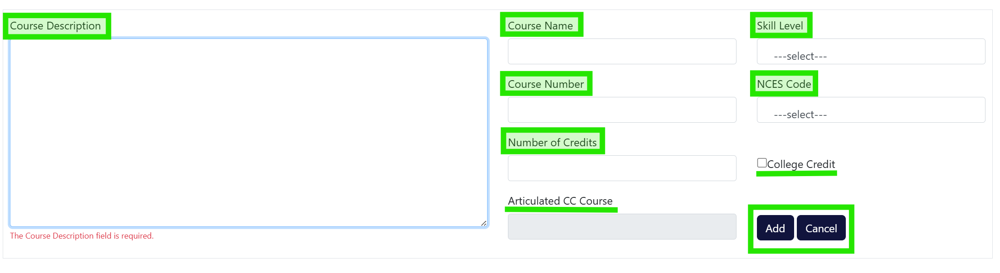 Course Description
The Course Description field is required.
Course Name
Course Number
Number of Credits
Articulated CC Course
Skill Level
---select---
NCES Code
---select---
College Credit
Add
Cancel